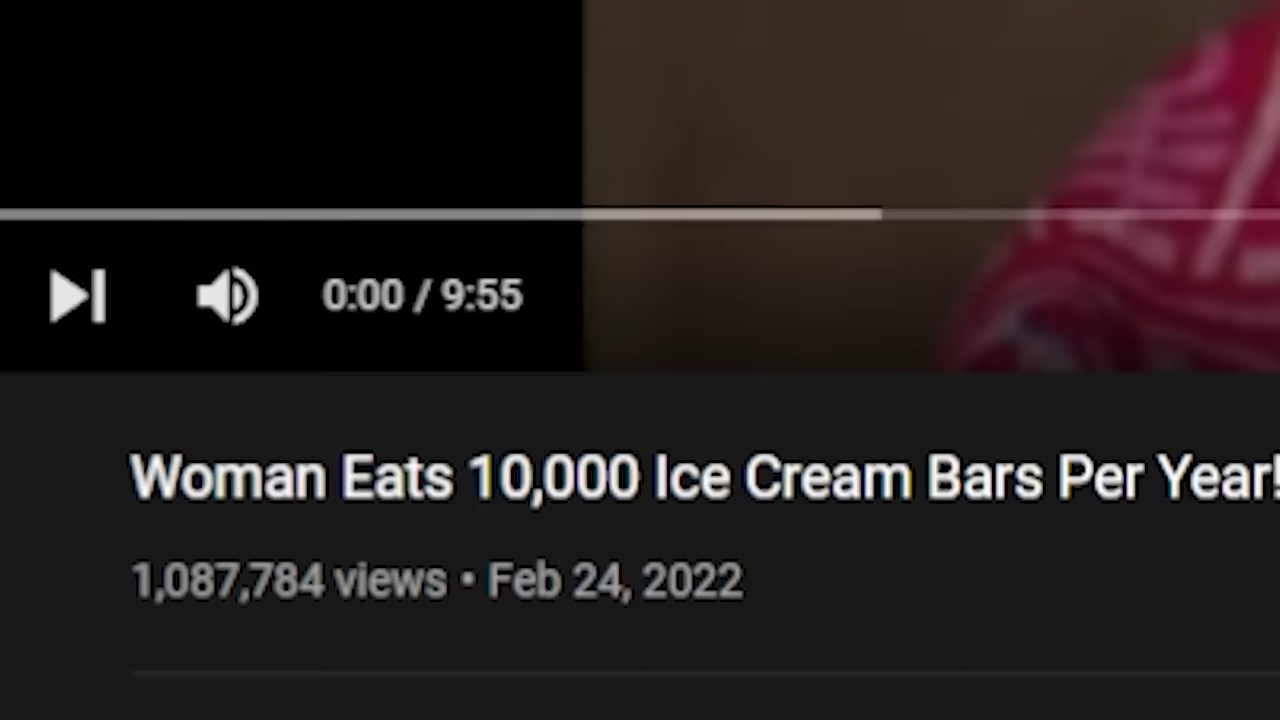 0:00 / 9:55
Woman Eats 10,000 Ice Cream Bars Per Year!
1,087,784 views • Feb 24, 2022